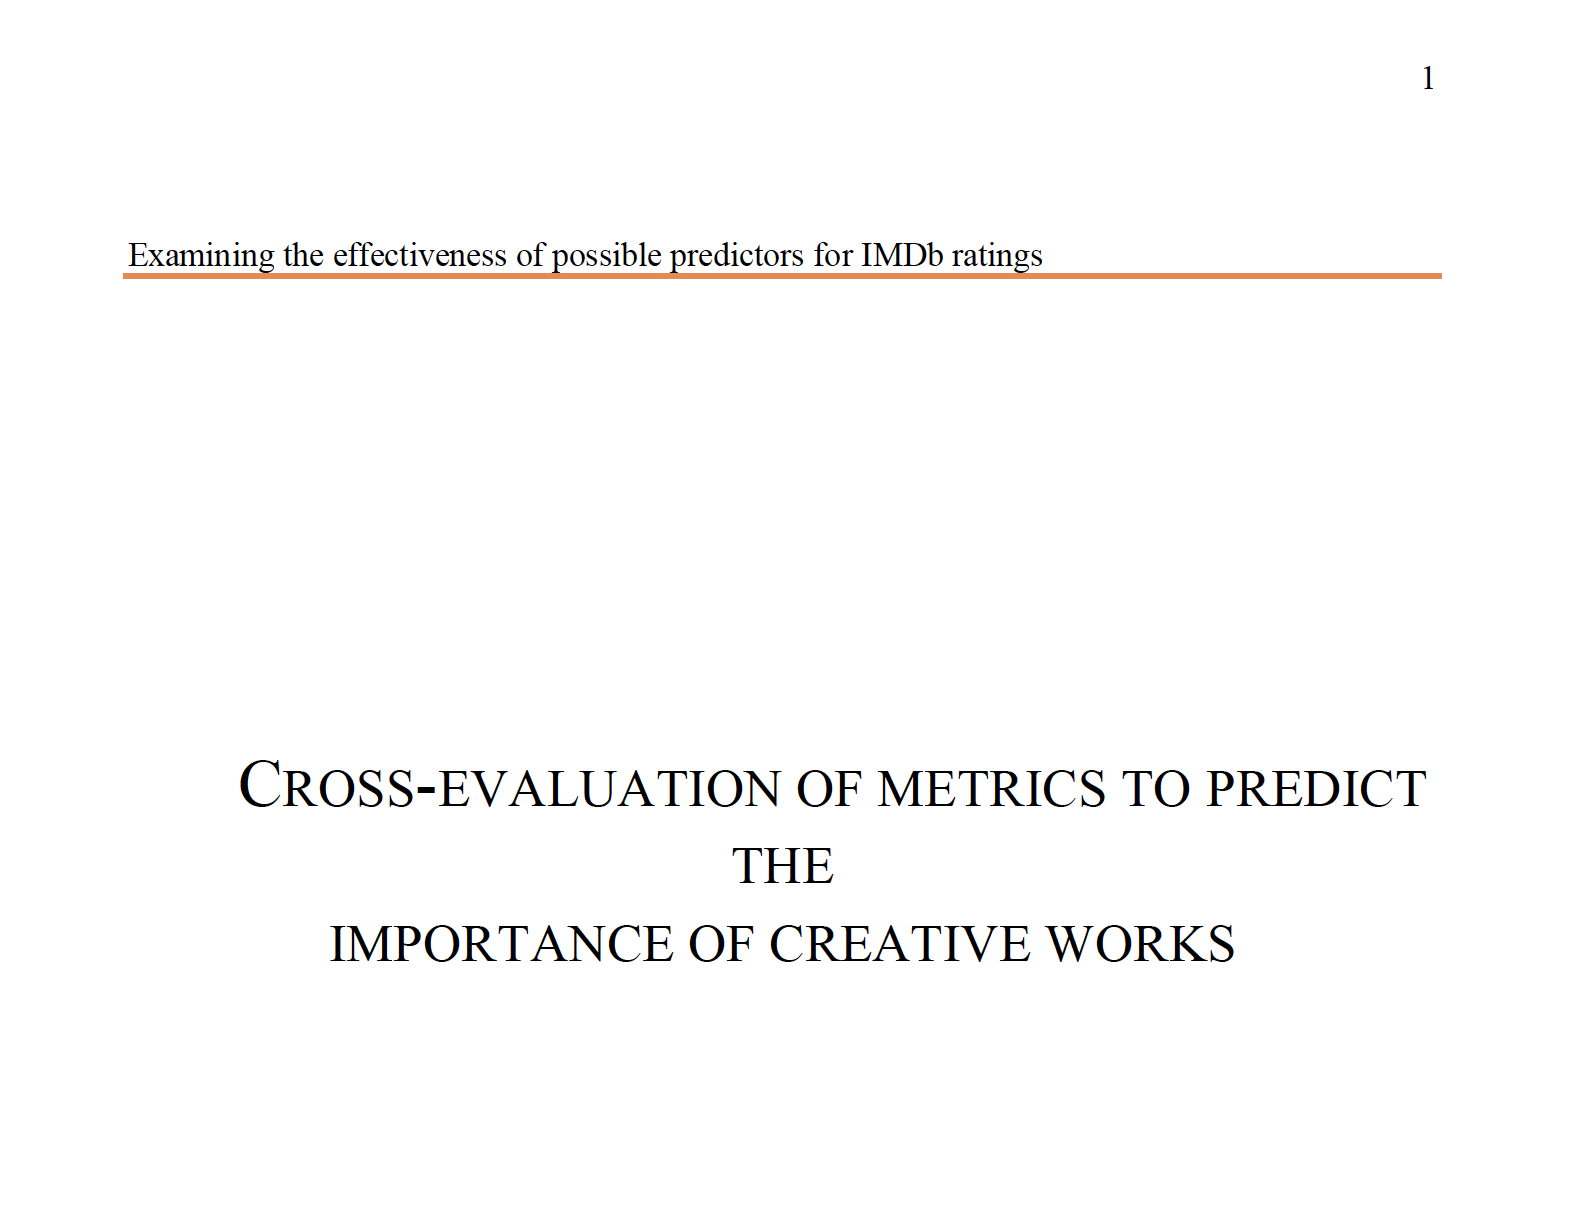 1
Examining the effectiveness of possible predictors for IMDb ratings
CROSS-EVALUATION OF METRICS TO PREDICT
THE
IMPORTANCE OF CREATIVE WORKS